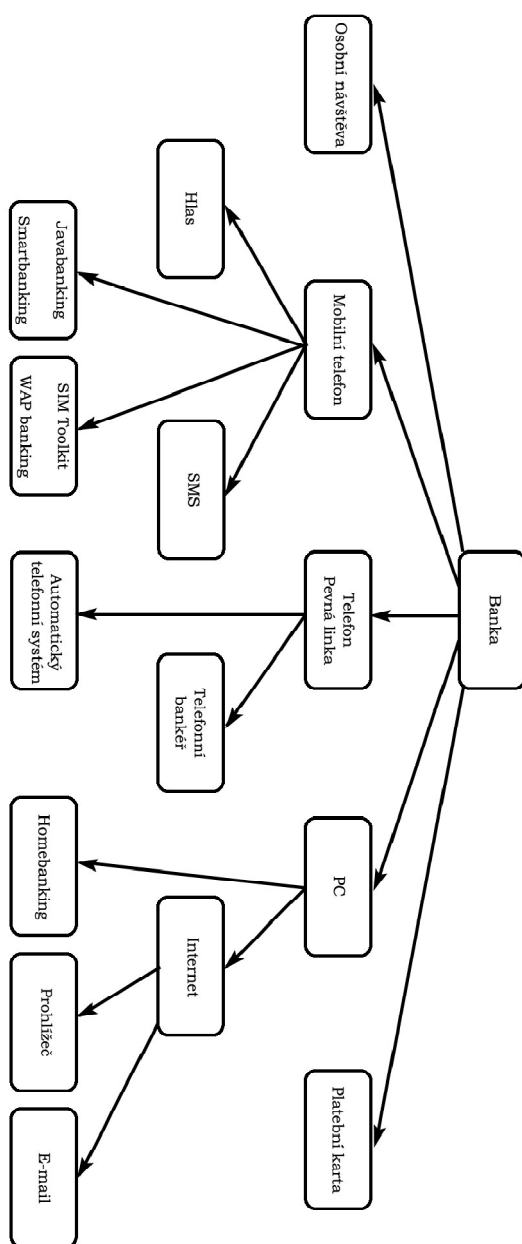 Banka
Osobní návštěva
Mobilní telefon
Telefon
Pevná linka
PC
Platební karta
Hlas
SMS
Telefonní
bankéř
Internet
Javabanking
Smartbanking
SIM Toolkit
WAP banking
Automatický
telefonní systém
Homebanking
Prohlížeč
E-mail